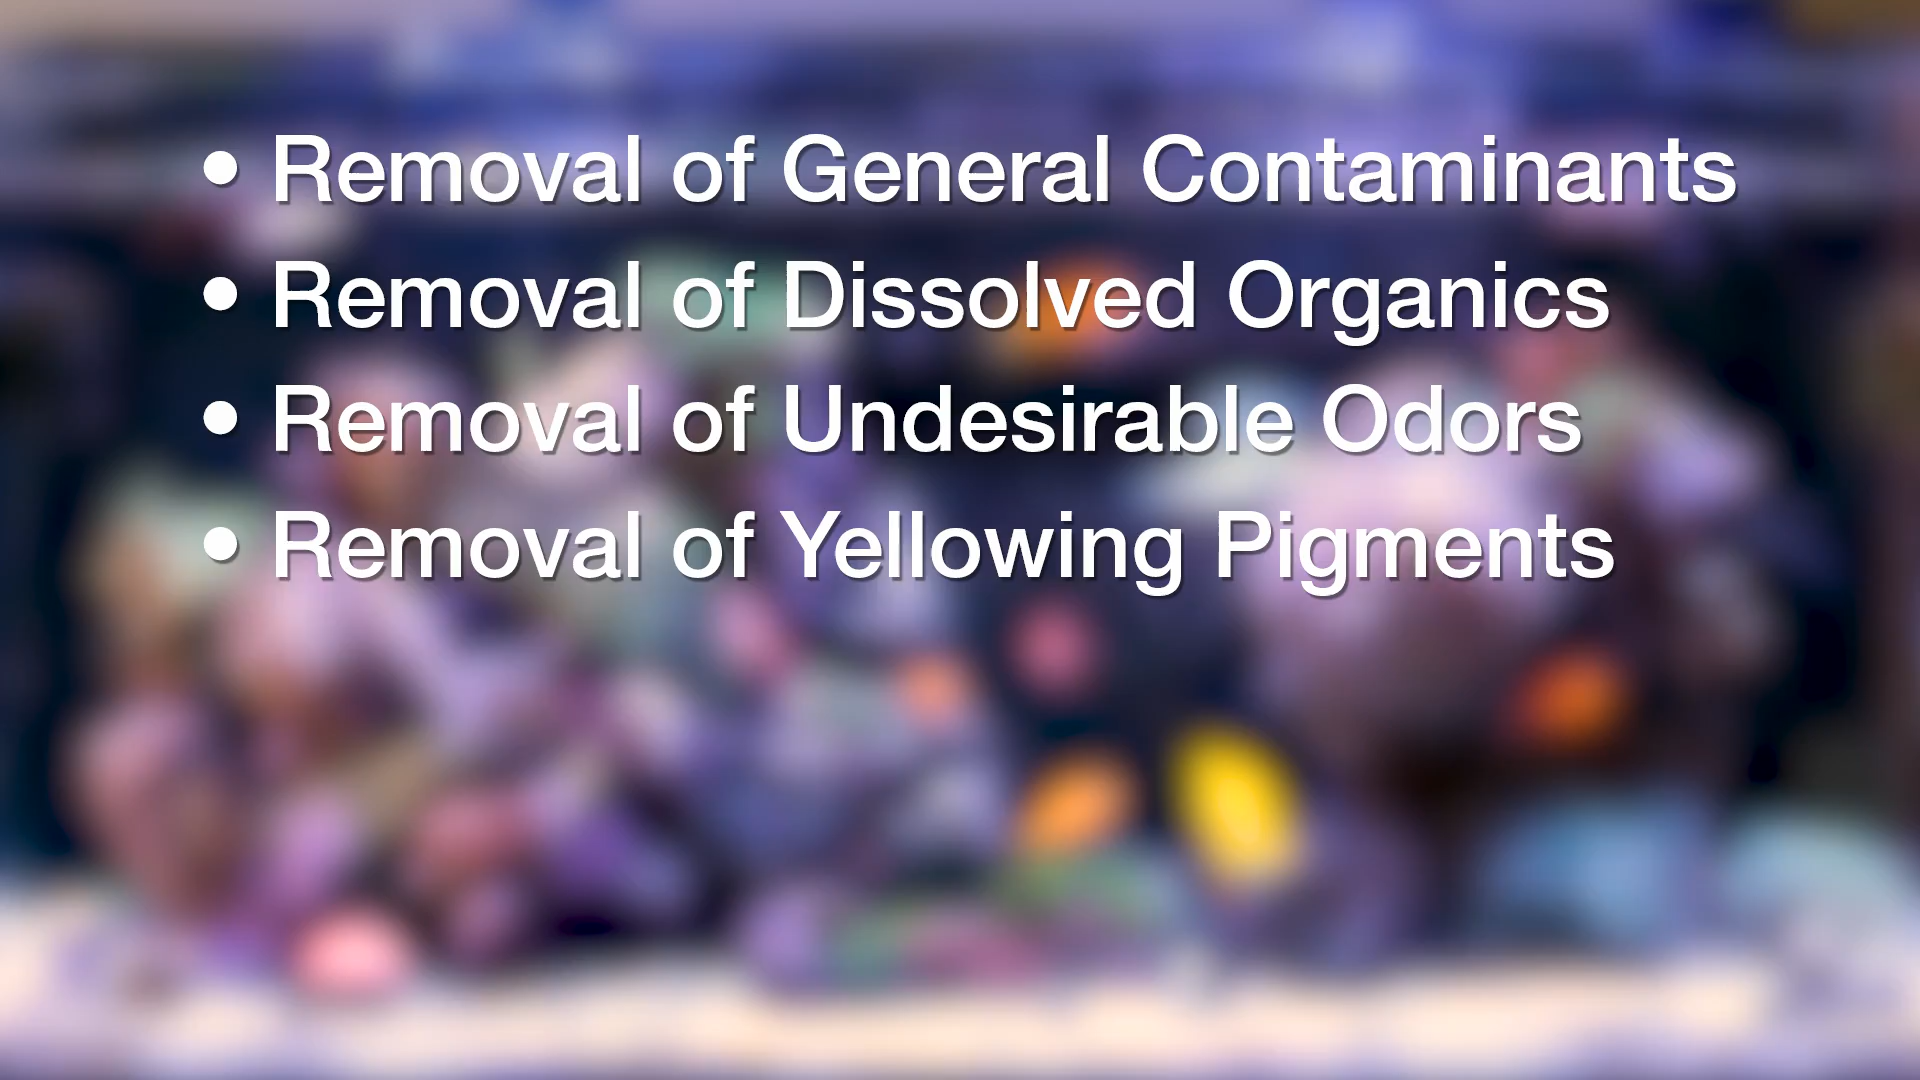 • Removal of General Contaminants
• Removal of Dissolved Organics
• Removal of Undesirable Odors
• Removal of Yellowing Pigments